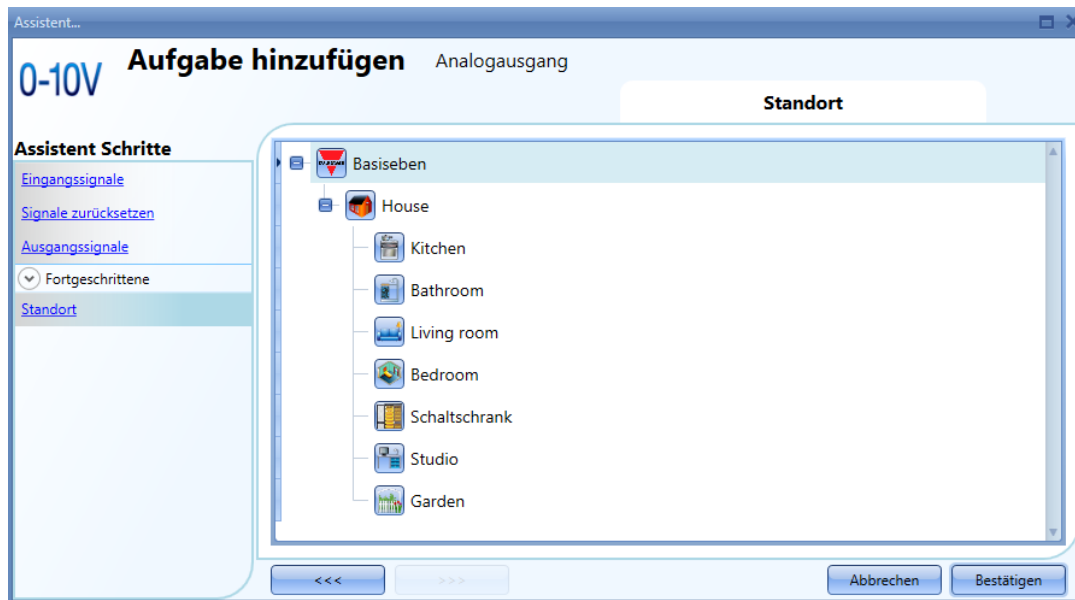 Assistent...
0-10V
Aufgabe hinzufügen Analogausgang
Standort
Assistent Schritte
Eingangssignale
Signale zurücksetzen
Ausgangssignale
Fortgeschrittene
Standort
Basiseben
House
Kitchen
Bathroom
Living room
Bedroom
Schaltschrank
Studio
Garden
<<< >>> Abbrechen Bestätigen